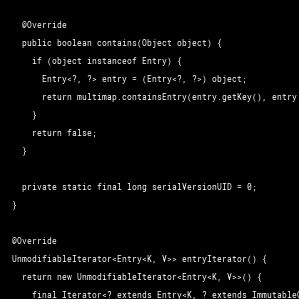 @Override
public boolean contains(Object object) {
if (object instanceof Entry) {
Entry<?, ?> entry = (Entry<?, ?>) object;
return multimap.containsEntry(entry.getKey(), entry
}
return false;
}
private static final long serialVersionUID = 0;
}
@Override
UnmodifiableIterator<Entry<K, V>> entryIterator() {
return new UnmodifiableIterator<Entry<K, V>>() {
final Iterator<? extends Entry<K, ? extends Immutable